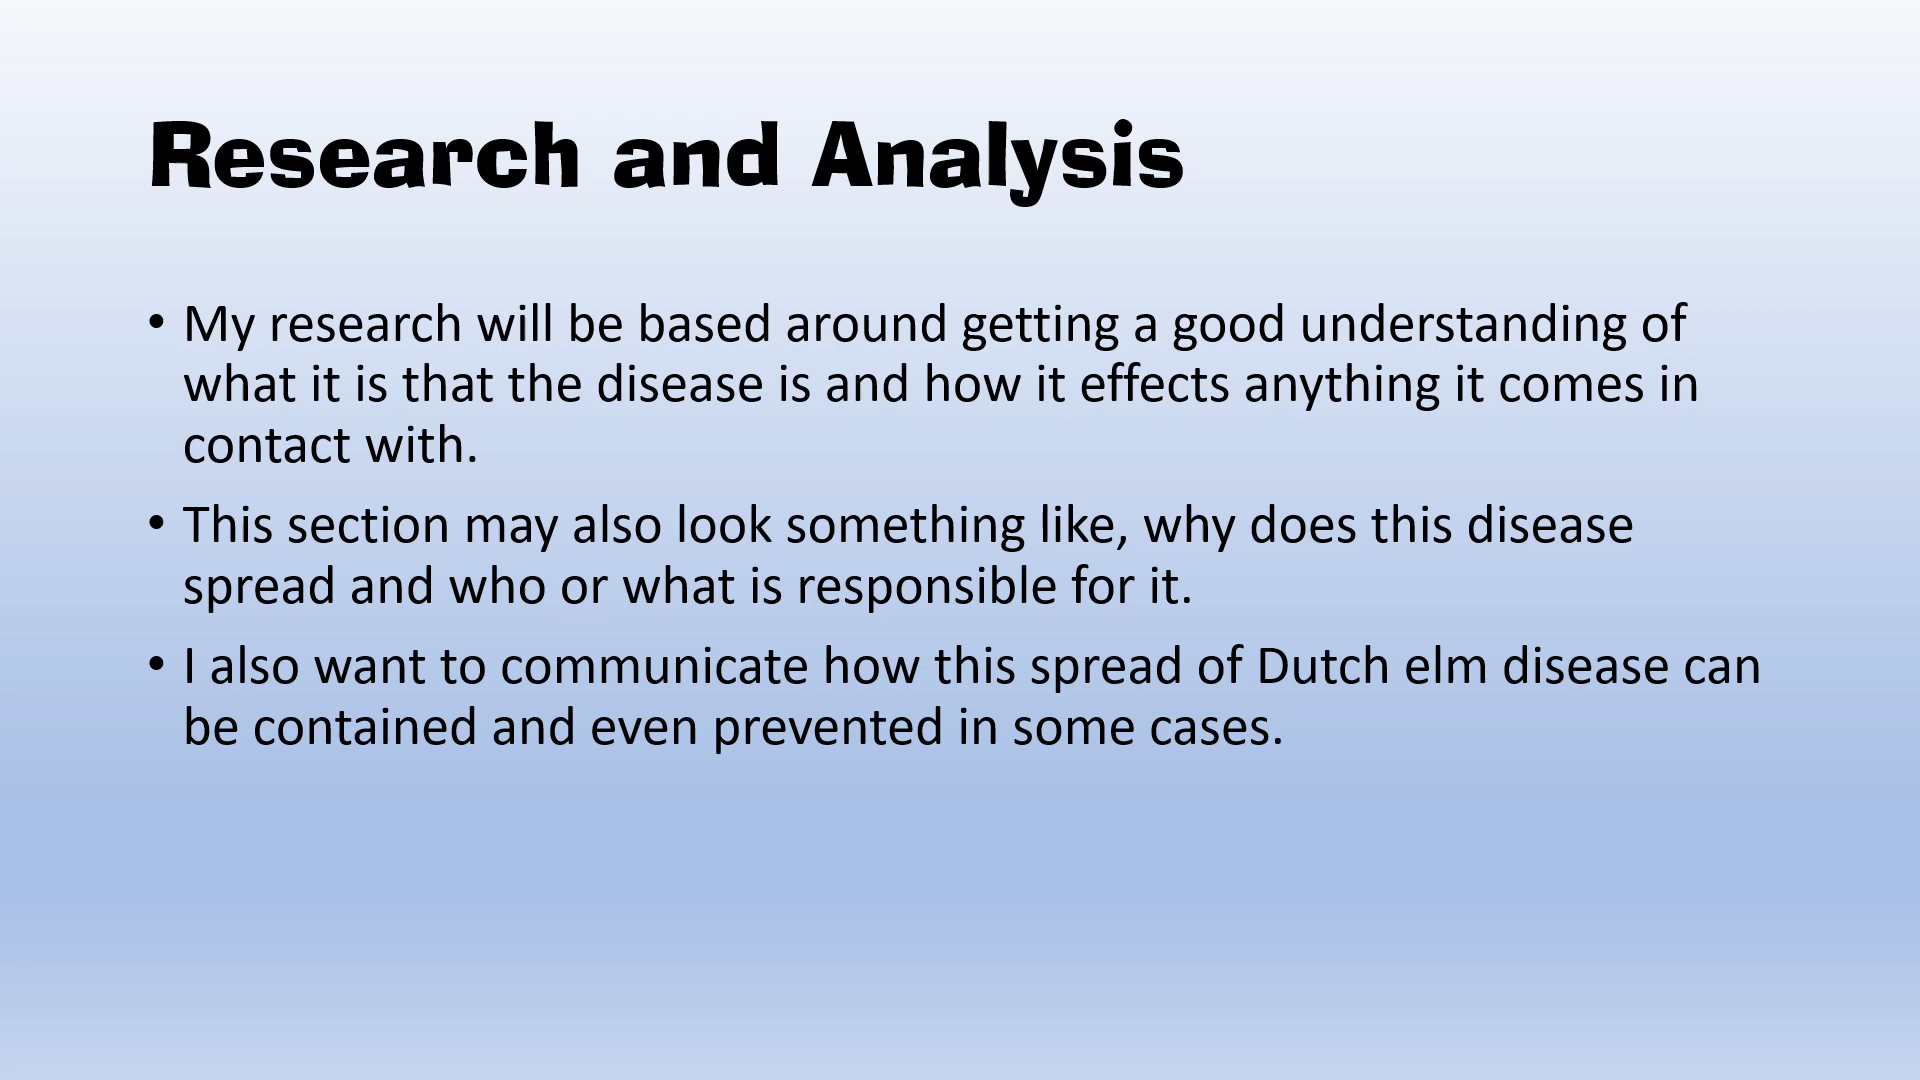 Research and Analysis
• My research will be based around getting a good understanding of
what it is that the disease is and how it effects anything it comes in
contact with.
• This section may also look something like, why does this disease
spread and who or what is responsible for it.
• I also want to communicate how this spread of Dutch elm disease can
be contained and even prevented in some cases.